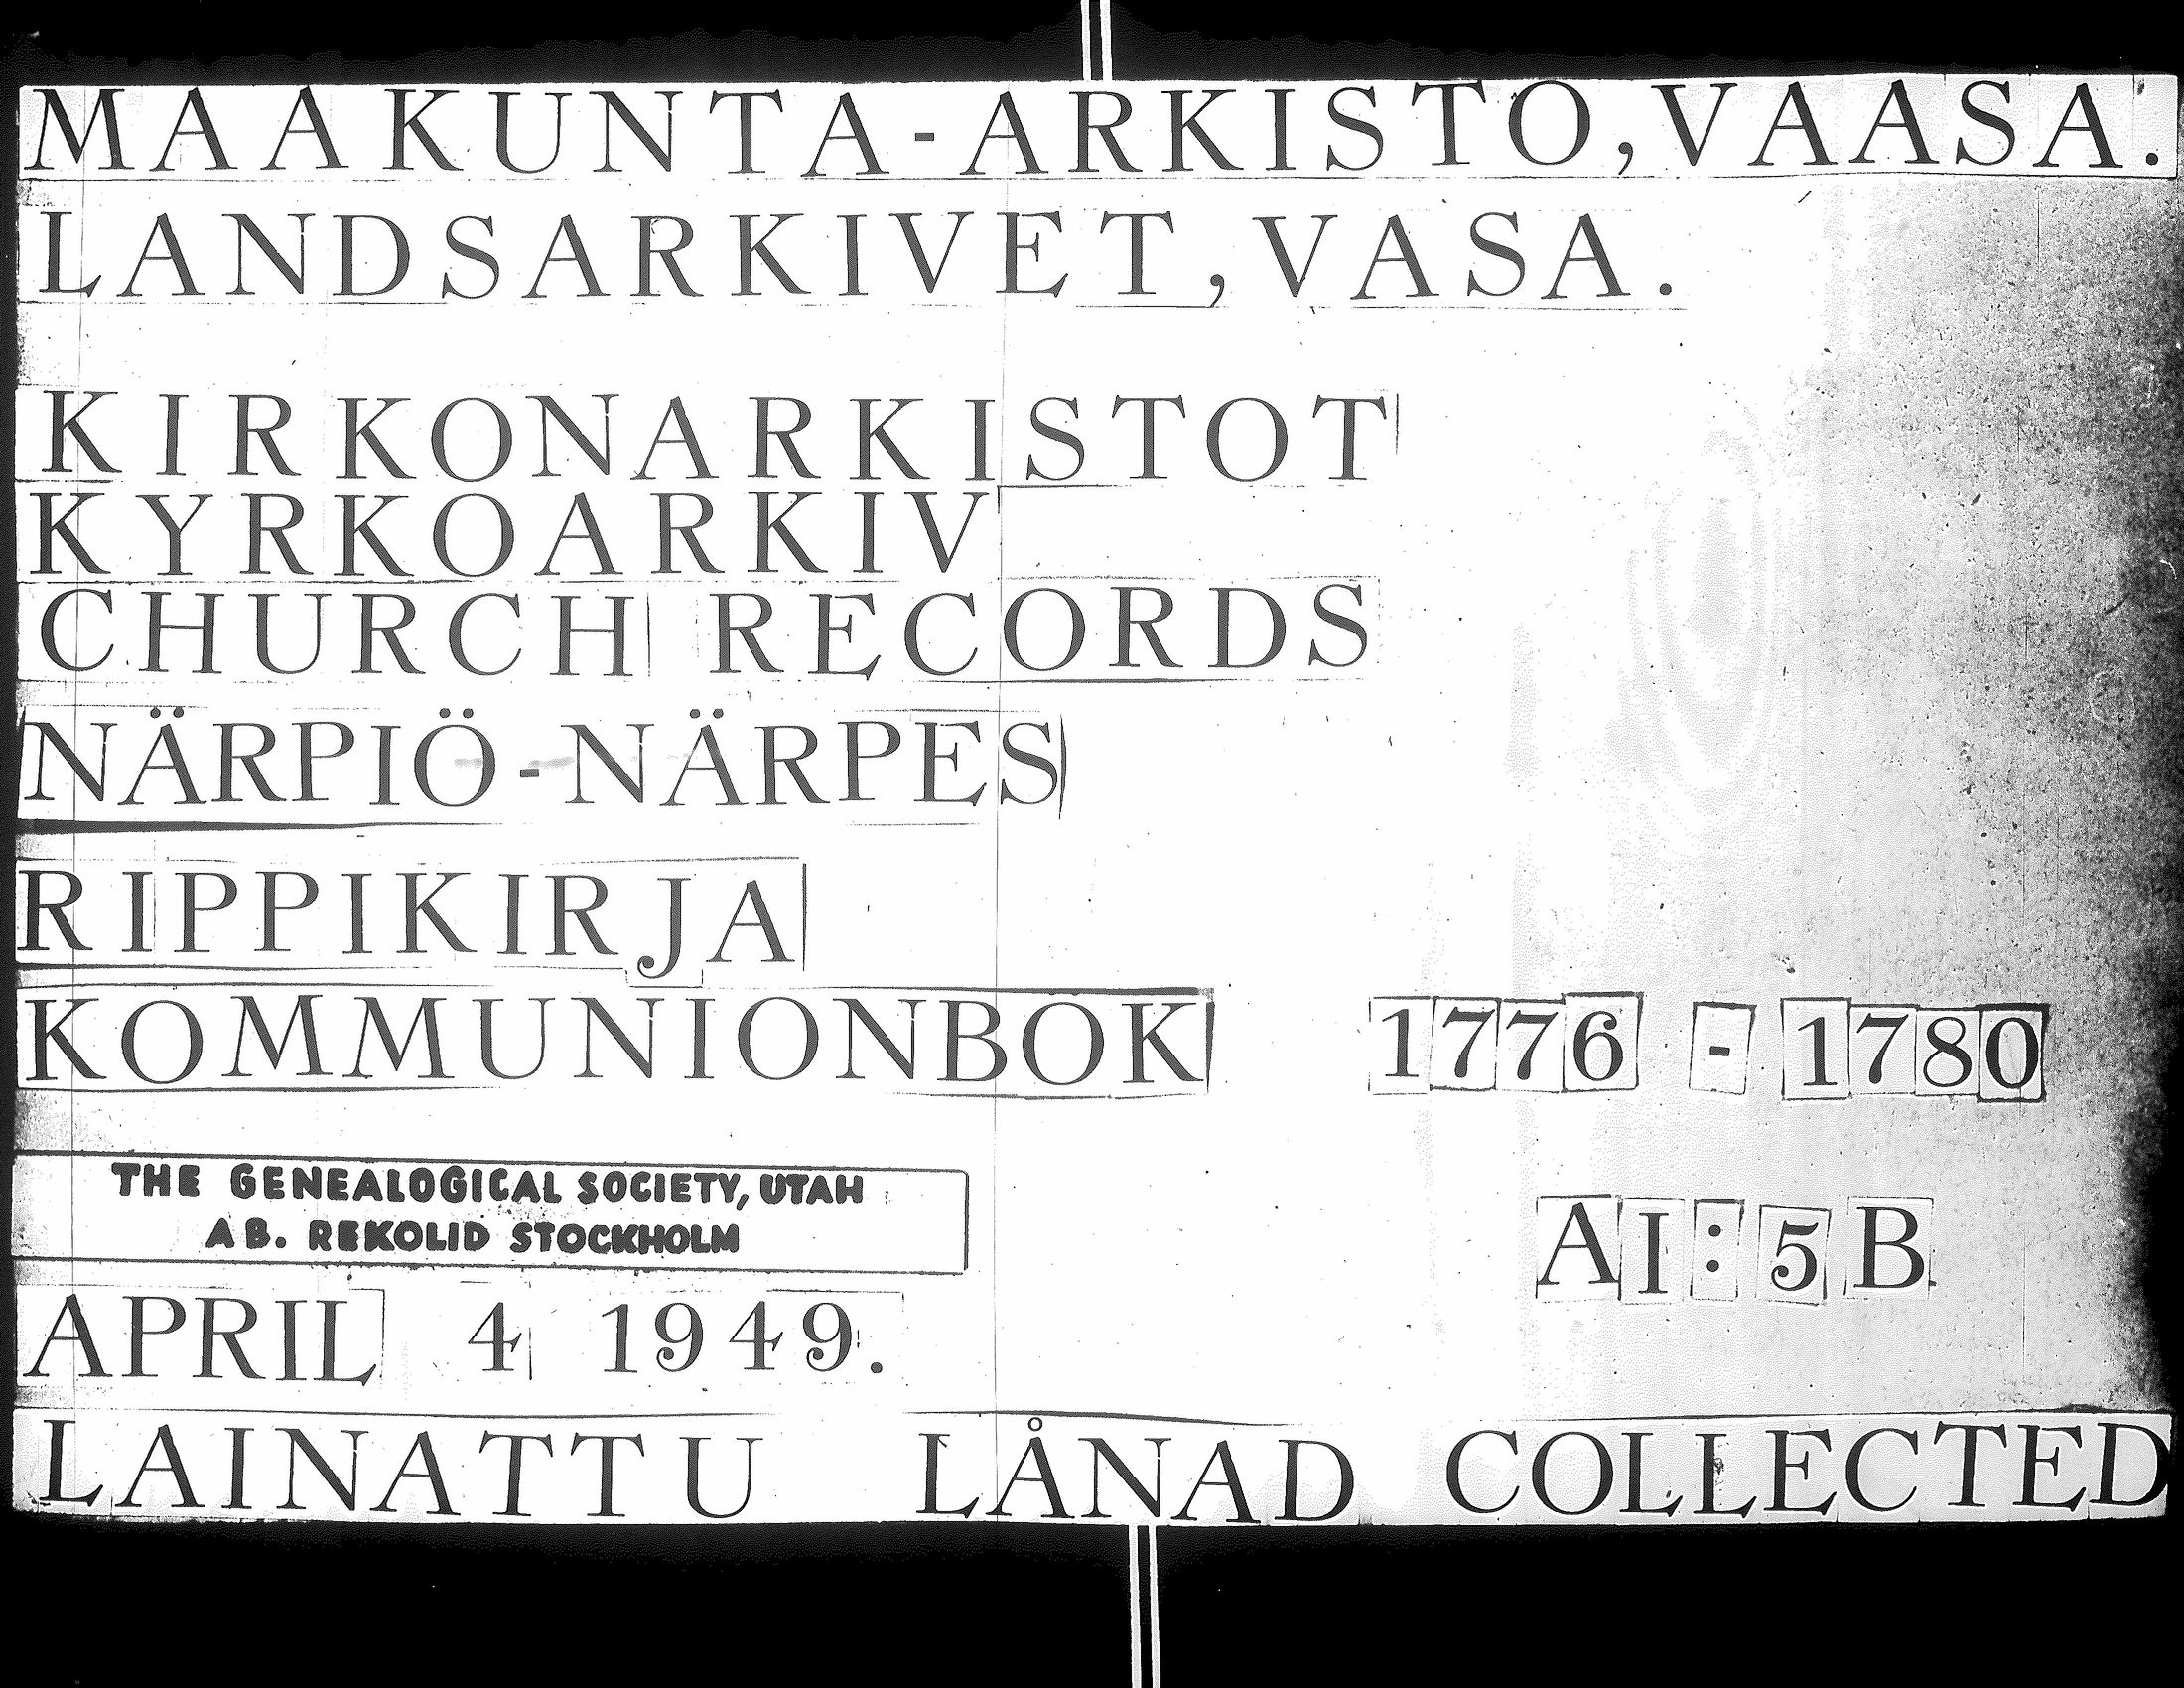 MAAKUNTA-ARKISTO, VAASA.
LANDSARKIVET, VASA.
KIRKONARKISTOT
KYRKOARKIV
CHURCH RECORDS
NÄRPIÖ - NÄRPES
RIPPIKIRJA
KOMMUNIONBOK 1776 - 1780
THE GENEALOGICAL SOCIETY, UTAH
AB. REKOLID STOCKHOLM
AI:5B
APRIL 4 1949.
LAINATTU LÅNAD COLLECTED